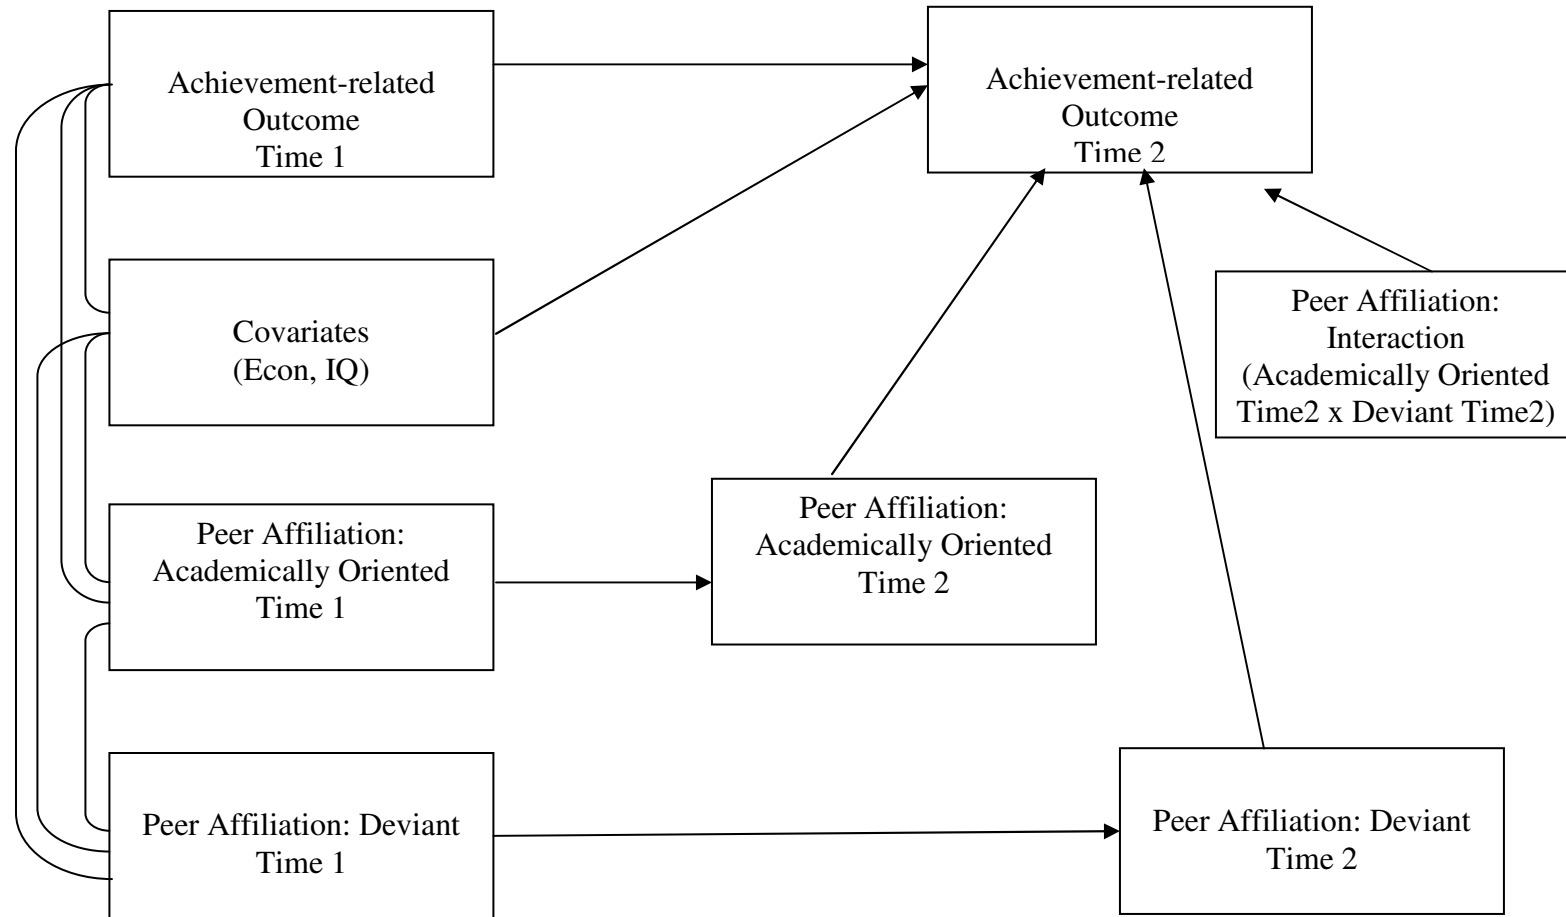 Achievement-related
Outcome
Time 1
Achievement-related
Outcome
Time 2
Covariates
(Econ, IQ)
Peer Affiliation:
Interaction
(Academically Oriented
Time2 x Deviant Time2)
Peer Affiliation:
Academically Oriented
Time 1
Peer Affiliation:
Academically Oriented
Time 2
Peer Affiliation: Deviant
Time 1
Peer Affiliation: Deviant
Time 2